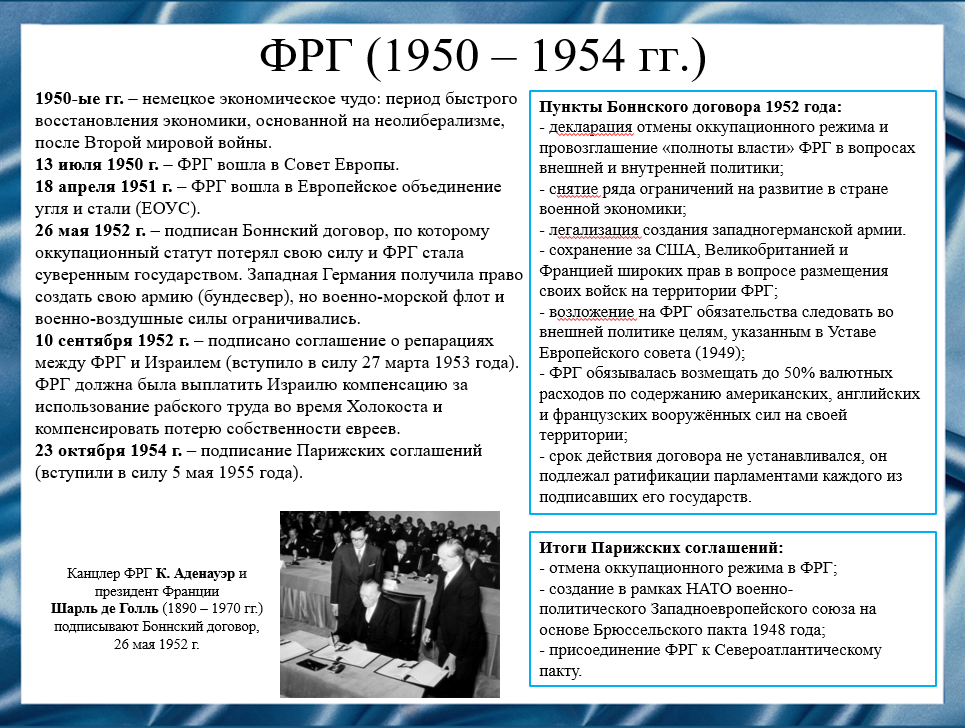 ФРГ (1950 – 1954 гг.)
1950-ые гг. – немецкое экономическое чудо: период быстрого
восстановления экономики, основанной на неолиберализме,
после Второй мировой войны.
13 июля 1950 г. – ФРГ вошла в Совет Европы.
18 апреля 1951 г. – ФРГ вошла в Европейское объединение
угля и стали (ЕОУС).
26 мая 1952 г. – подписан Боннский договор, по которому
оккупационный статут потерял свою силу и ФРГ стала
суверенным государством. Западная Германия получила право
создать свою армию (бундесвер), но военно-морской флот и
военно-воздушные силы ограничивались.
10 сентября 1952 г. – подписано соглашение о репарациях
между ФРГ и Израилем (вступило в силу 27 марта 1953 года).
ФРГ должна была выплатить Израилю компенсацию за
использование рабского труда во время Холокоста и
компенсировать потерю собственности евреев.
23 октября 1954 г. – подписание Парижских соглашений
(вступили в силу 5 мая 1955 года).
Канцлер ФРГ К. Аденауэр и
президент Франции
Шарль де Голль (1890 – 1970 гг.)
подписывают Боннский договор,
26 мая 1952 г.
Пункты Боннского договора 1952 года:
- декларация отмены оккупационного режима и
провозглашение «полноты власти» ФРГ в вопросах
внешней и внутренней политики;
- снятие ряда ограничений на развитие в стране
военной экономики;
- легализация создания западногерманской армии.
- сохранение за США, Великобританией и
Францией широких прав в вопросе размещения
своих войск на территории ФРГ;
- возложение на ФРГ обязательства следовать во
внешней политике целям, указанным в Уставе
Европейского совета (1949);
- ФРГ обязывалась возмещать до 50% валютных
расходов по содержанию американских, английских
и французских вооружённых сил на своей
территории;
- срок действия договора не устанавливался, он
подлежал ратификации парламентами каждого из
подписавших его государств.
Итоги Парижских соглашений:
- отмена оккупационного режима в ФРГ;
- создание в рамках НАТО военно-
политического Западноевропейского союза на
основе Брюссельского пакта 1948 года;
- присоединение ФРГ к Североатлантическому
пакту.